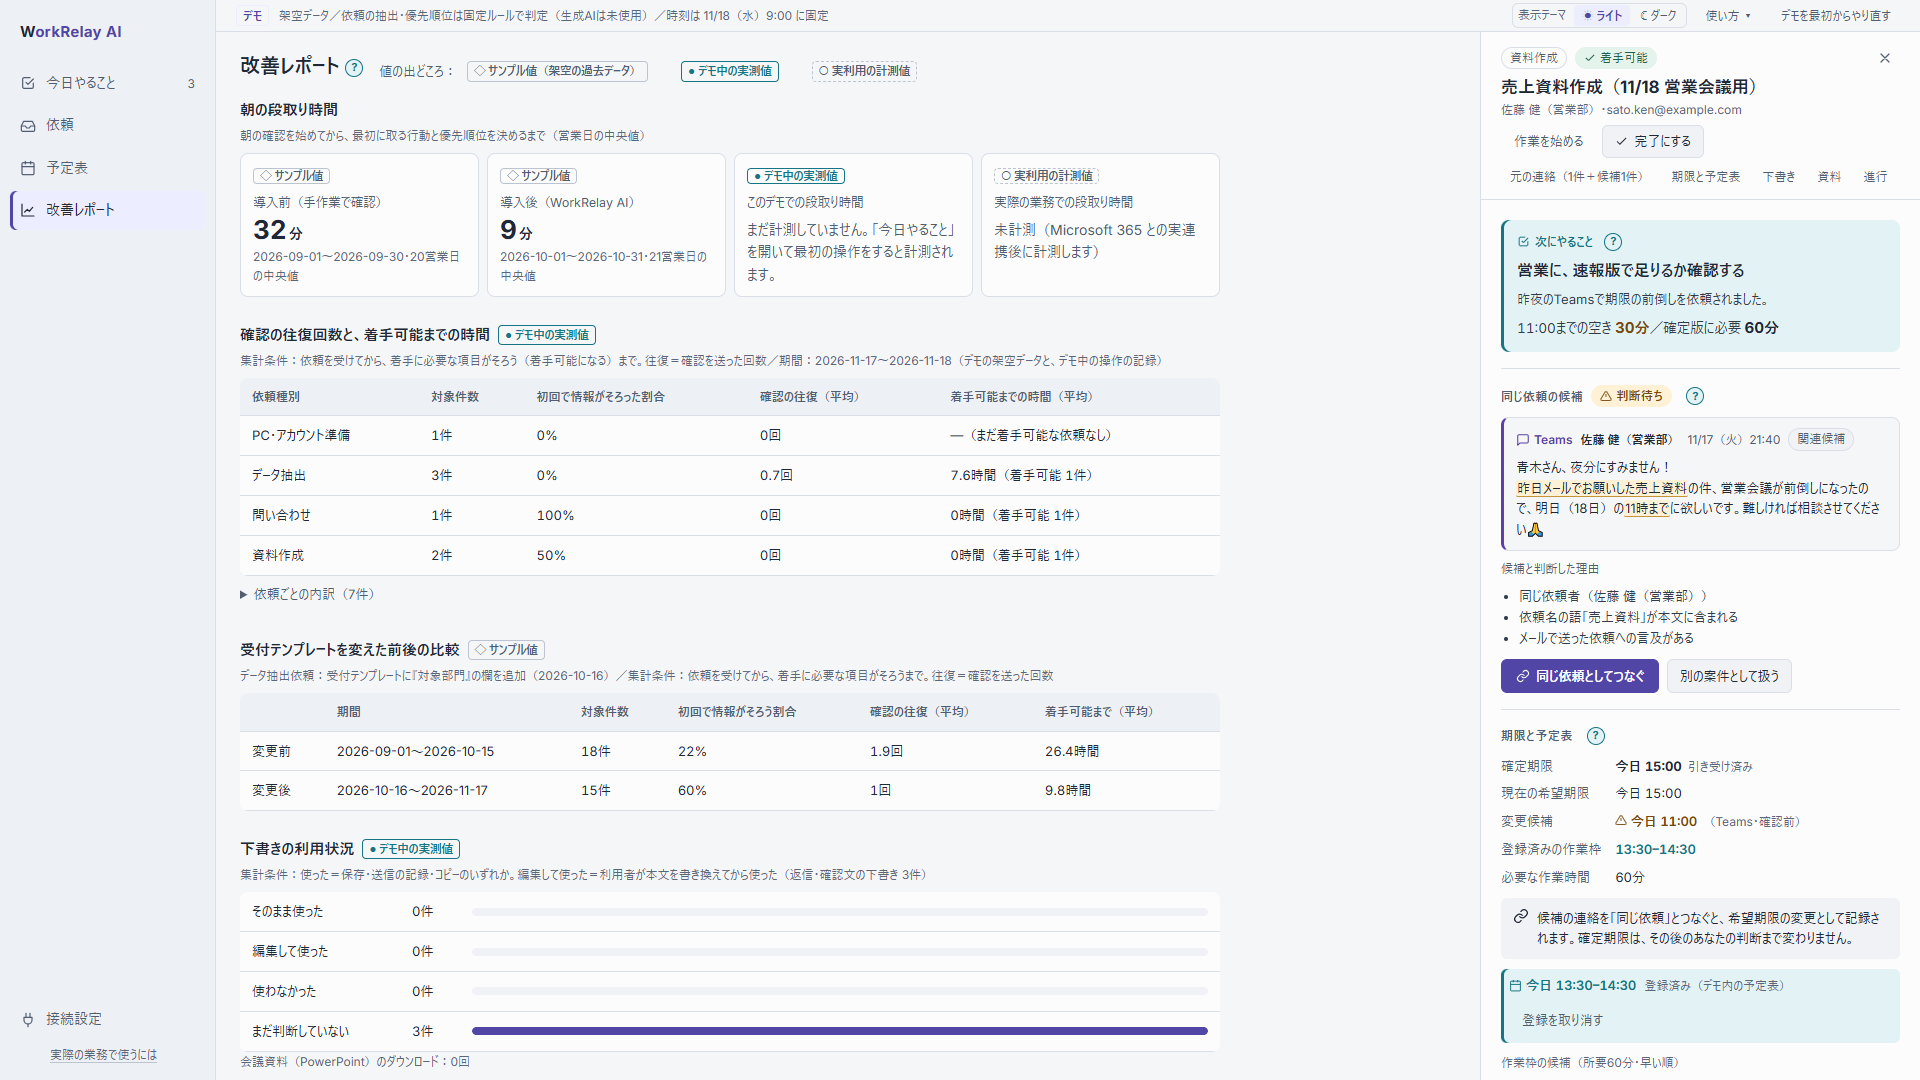 WorkRelay AI
今日やること 3
依頼
予定表
改善レポート
接続設定
実際の業務で使うには
デモ 架空データ／依頼の抽出・優先順位は固定ルールで判定（生成AIは未使用）／時刻は 11/18（水）9:00 に固定
表示テーマ ライト ダーク 使い方 デモを最初からやり直す
改善レポート ? 値の出どころ： ◇サンプル値（架空の過去データ） ●デモ中の実測値 ○実利用の計測値
朝の段取り時間
朝の確認を始めてから、最初に取る行動と優先順位を決めるまで（営業日の中央値）
◇サンプル値
導入前（手作業で確認）
32分
2026-09-01〜2026-09-30・20営業日
の中央値
◇サンプル値
導入後（WorkRelay AI）
9分
2026-10-01〜2026-10-31・21営業日の
中央値
●デモ中の実測値
このデモでの段取り時間
まだ計測していません。「今日やること」
を開いて最初の操作をすると計測され
ます。
○実利用の計測値
実際の業務での段取り時間
未計測（Microsoft 365 との実連
携後に計測します）
確認の往復回数と、着手可能までの時間 ●デモ中の実測値
集計条件：依頼を受けてから、着手に必要な項目がそろう（着手可能になる）まで。往復＝確認を送った回数／期間：2026-11-17〜2026-11-18（デモの架空データと、デモ中の操作の記録）
依頼種別 対象件数 初回で情報がそろった割合 確認の往復（平均） 着手可能までの時間（平均）
PC・アカウント準備 1件 0% 0回 —（まだ着手可能な依頼なし）
データ抽出 3件 0% 0.7回 7.6時間（着手可能 1件）
問い合わせ 1件 100% 0回 0時間（着手可能 1件）
資料作成 2件 50% 0回 0時間（着手可能 1件）
▶ 依頼ごとの内訳（7件）
受付テンプレートを変えた前後の比較 ◇サンプル値
データ抽出依頼：受付テンプレートに『対象部門』の欄を追加（2026-10-16）／集計条件：依頼を受けてから、着手に必要な項目がそろうまで。往復＝確認を送った回数
期間 対象件数 初回で情報がそろう割合 確認の往復（平均） 着手可能まで（平均）
変更前 2026-09-01〜2026-10-15 18件 22% 1.9回 26.4時間
変更後 2026-10-16〜2026-11-17 15件 60% 1回 9.8時間
下書きの利用状況 ●デモ中の実測値
集計条件：使った＝保存・送信の記録・コピーのいずれか。編集して使った＝利用者が本文を書き換えてから使った（返信・確認文の下書き 3件）
そのまま使った 0件
編集して使った 0件
使わなかった 0件
まだ判断していない 3件
会議資料（PowerPoint）のダウンロード：0回
資料作成 ✓ 着手可能 ×
売上資料作成（11/18 営業会議用）
佐藤 健（営業部）・sato.ken@example.com
作業を始める ✓ 完了にする
元の連絡（1件＋候補1件） 期限と予定表 下書き 資料 進行
次にやること ?
営業に、速報版で足りるか確認する
昨夜のTeamsで期限の前倒しを依頼されました。
11:00までの空き 30分／確定版に必要 60分
同じ依頼の候補 判断待ち ?
Teams 佐藤 健（営業部） 11/17（火）21:40 関連候補
青木さん、夜分にすみません！
昨日メールでお願いした売上資料の件、営業会議が前倒しになったの
で、明日（18日）の11時までに欲しいです。難しければ相談させてくださ
い🙏
候補と判断した理由
• 同じ依頼者（佐藤 健（営業部））
• 依頼名の語「売上資料」が本文に含まれる
• メールで送った依頼への言及がある
同じ依頼としてつなぐ 別の案件として扱う
期限と予定表 ?
確定期限 今日 15:00 引き受け済み
現在の希望期限 今日 15:00
変更候補 今日 11:00 （Teams・確認前）
登録済みの作業枠 13:30–14:30
必要な作業時間 60分
候補の連絡を「同じ依頼」とつなぐと、希望期限の変更として記録さ
れます。確定期限は、その後のあなたの判断まで変わりません。
今日 13:30–14:30 登録済み（デモ内の予定表）
登録を取り消す
作業枠の候補（所要60分・早い順）